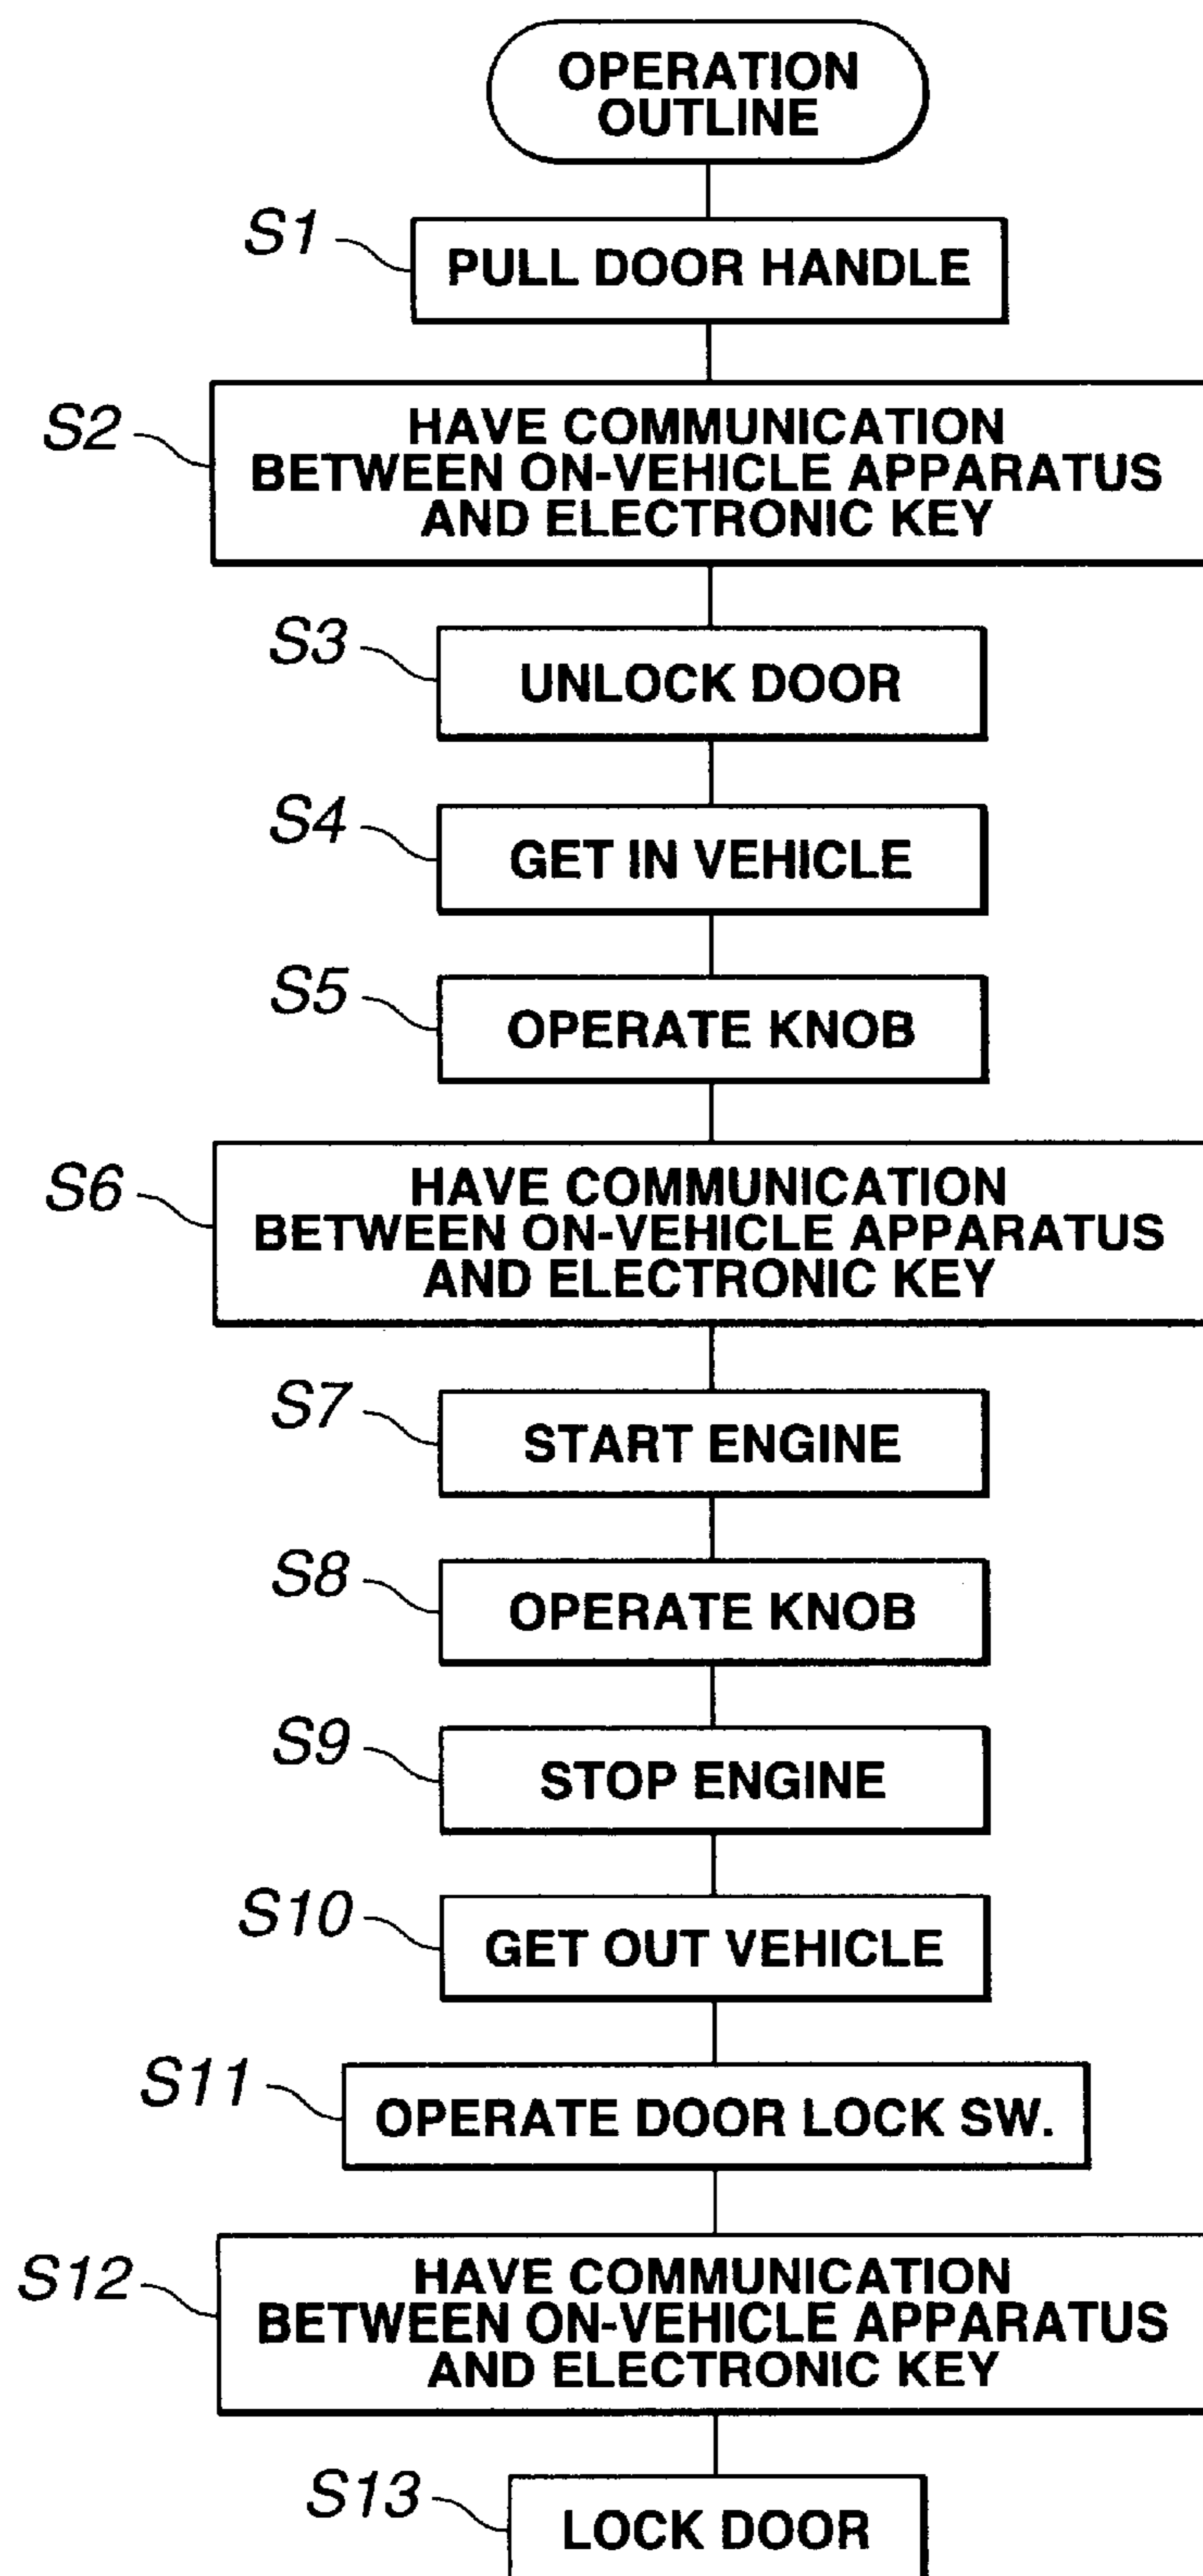 OPERATION
OUTLINE
S1
PULL DOOR HANDLE
S2
HAVE COMMUNICATION
BETWEEN ON-VEHICLE APPARATUS
AND ELECTRONIC KEY
S3
UNLOCK DOOR
S4
GET IN VEHICLE
S5
OPERATE KNOB
S6
HAVE COMMUNICATION
BETWEEN ON-VEHICLE APPARATUS
AND ELECTRONIC KEY
S7
START ENGINE
S8
OPERATE KNOB
S9
STOP ENGINE
S10
GET OUT VEHICLE
S11
OPERATE DOOR LOCK SW.
S12
HAVE COMMUNICATION
BETWEEN ON-VEHICLE APPARATUS
AND ELECTRONIC KEY
S13
LOCK DOOR